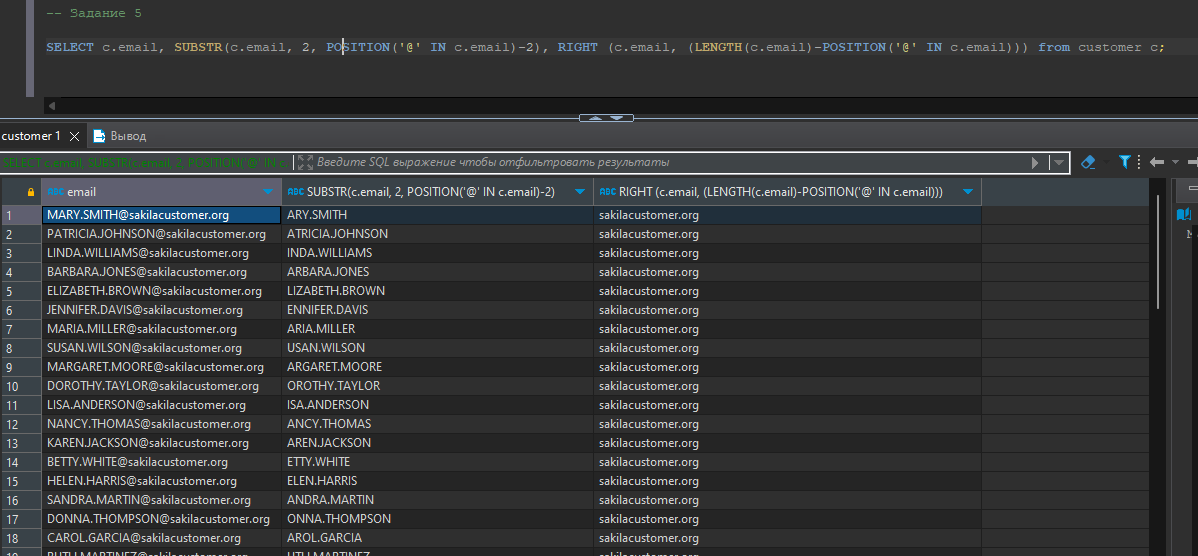 -- Задание 5
SELECT c.email, SUBSTR(c.email, 2, POSITION('@' IN c.email)-2), RIGHT (c.email, (LENGTH(c.email)-POSITION('@' IN c.email))) from customer c;
customer 1 Вывод
SELECT c.email, SUBSTR(c.email, 2, POSITION('@' IN c Введите SQL выражение чтобы отфильтровать результаты
email SUBSTR(c.email, 2, POSITION('@' IN c.email)-2) RIGHT (c.email, (LENGTH(c.email)-POSITION('@' IN c.email)))
1 MARY.SMITH@sakilacustomer.org ARY.SMITH sakilacustomer.org
2 PATRICIA.JOHNSON@sakilacustomer.org ATRICIA.JOHNSON sakilacustomer.org
3 LINDA.WILLIAMS@sakilacustomer.org INDA.WILLIAMS sakilacustomer.org
4 BARBARA.JONES@sakilacustomer.org ARBARA.JONES sakilacustomer.org
5 ELIZABETH.BROWN@sakilacustomer.org LIZABETH.BROWN sakilacustomer.org
6 JENNIFER.DAVIS@sakilacustomer.org ENNIFER.DAVIS sakilacustomer.org
7 MARIA.MILLER@sakilacustomer.org ARIA.MILLER sakilacustomer.org
8 SUSAN.WILSON@sakilacustomer.org USAN.WILSON sakilacustomer.org
9 MARGARET.MOORE@sakilacustomer.org ARGARET.MOORE sakilacustomer.org
10 DOROTHY.TAYLOR@sakilacustomer.org OROTHY.TAYLOR sakilacustomer.org
11 LISA.ANDERSON@sakilacustomer.org ISA.ANDERSON sakilacustomer.org
12 NANCY.THOMAS@sakilacustomer.org ANCY.THOMAS sakilacustomer.org
13 KAREN.JACKSON@sakilacustomer.org AREN.JACKSON sakilacustomer.org
14 BETTY.WHITE@sakilacustomer.org ETTY.WHITE sakilacustomer.org
15 HELEN.HARRIS@sakilacustomer.org ELEN.HARRIS sakilacustomer.org
16 SANDRA.MARTIN@sakilacustomer.org ANDRA.MARTIN sakilacustomer.org
17 DONNA.THOMPSON@sakilacustomer.org ONNA.THOMPSON sakilacustomer.org
18 CAROL.GARCIA@sakilacustomer.org AROL.GARCIA sakilacustomer.org